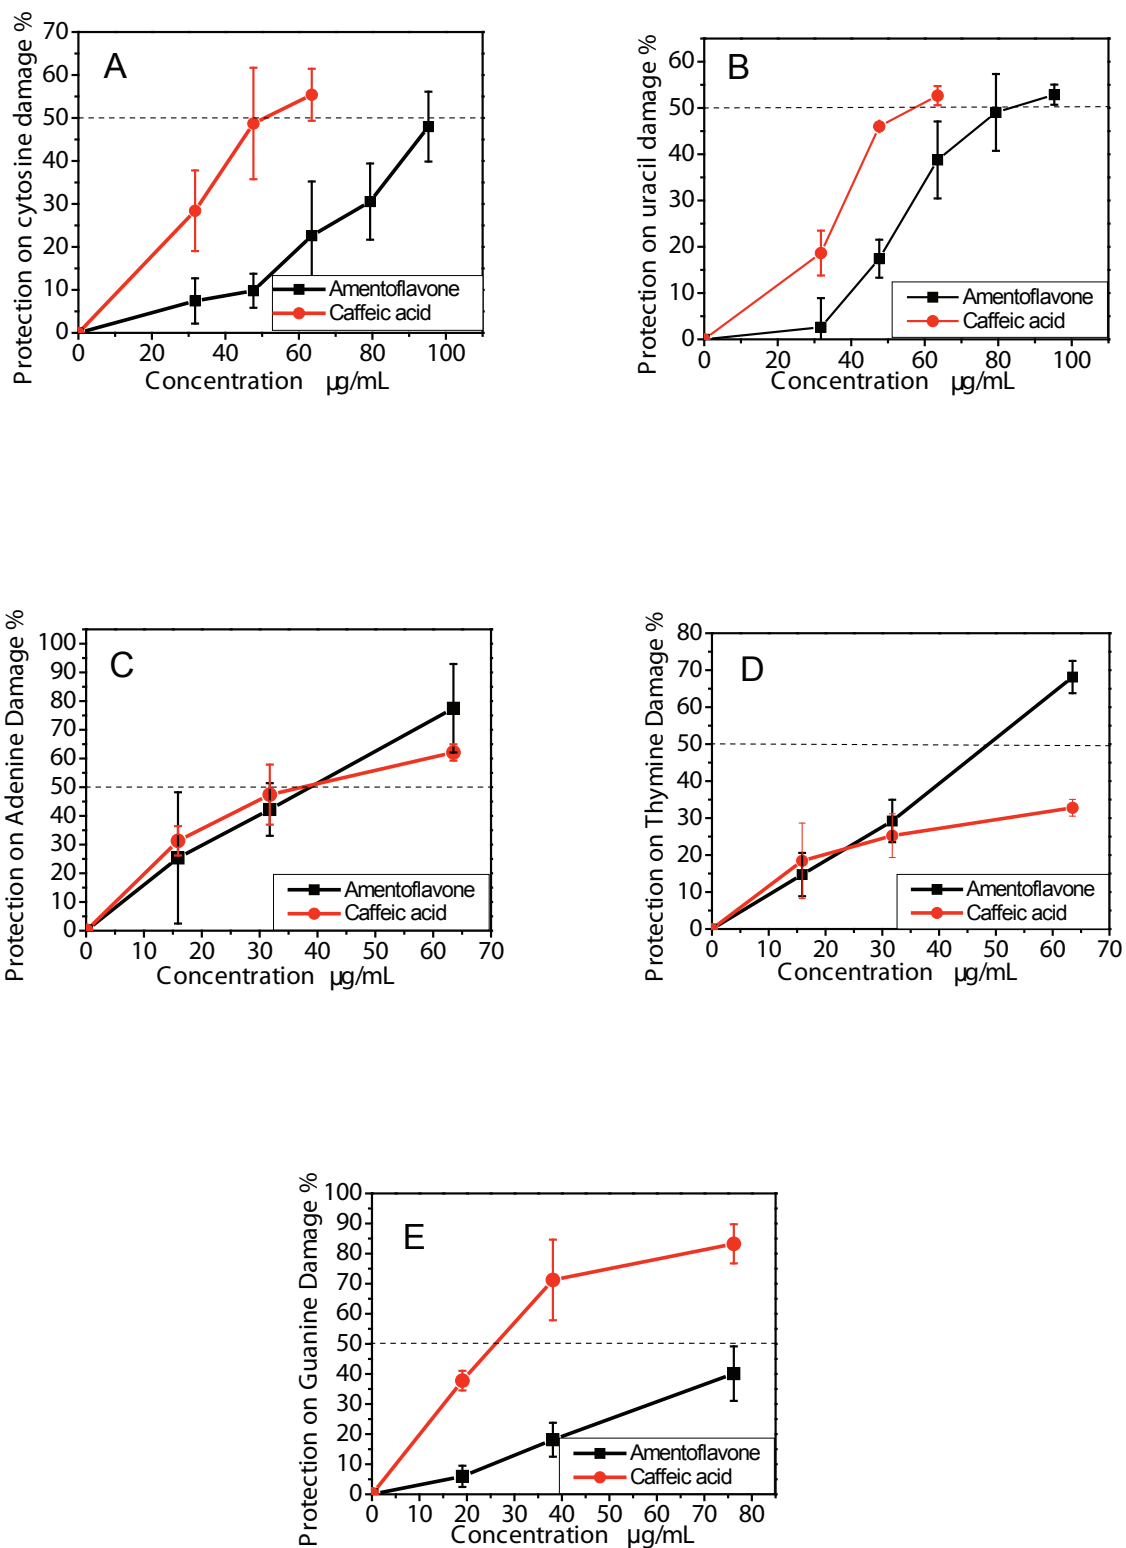 A
Protection on cytosine damage %
70
60
50
40
30
20
10
0
0 20 40 60 80 100
Concentration µg/mL
Amentoflavone
Caffeic acid
B
Protection on uracil damage %
60
50
40
30
20
10
0
0 20 40 60 80 100
Concentration µg/mL
Amentoflavone
Caffeic acid
C
Protection on Adenine Damage %
100
90
80
70
60
50
40
30
20
10
0
0 10 20 30 40 50 60 70
Concentration µg/mL
Amentoflavone
Caffeic acid
D
Protection on Thymine Damage %
80
70
60
50
40
30
20
10
0
0 10 20 30 40 50 60 70
Concentration µg/mL
Amentoflavone
Caffeic acid
E
Protection on Guanine Damage %
100
90
80
70
60
50
40
30
20
10
0
0 10 20 30 40 50 60 70 80
Concentration µg/mL
Amentoflavone
Caffeic acid